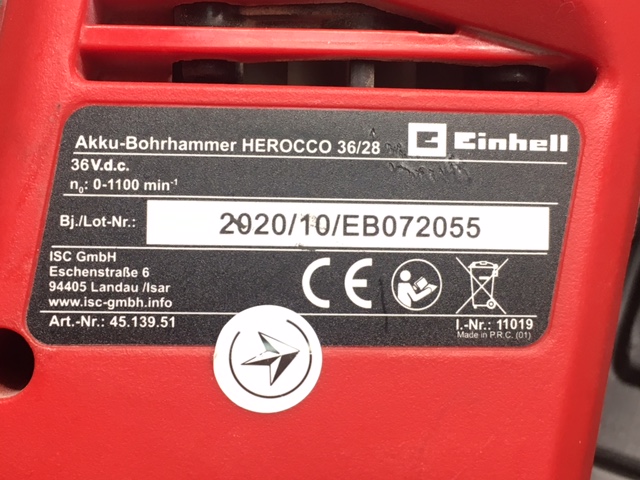 Akku-Bohrhammer HEROCCO 36/28
Einhell
36V.d.c.
n₀: 0-1100 min⁻¹
Bj./Lot-Nr.: 2020/10/EB072055
ISC GmbH
Eschenstraße 6
94405 Landau /Isar
www.isc-gmbh.info
CE
Art.-Nr.: 45.139.51
I.-Nr.: 11019
Made in P.R.C. (01)